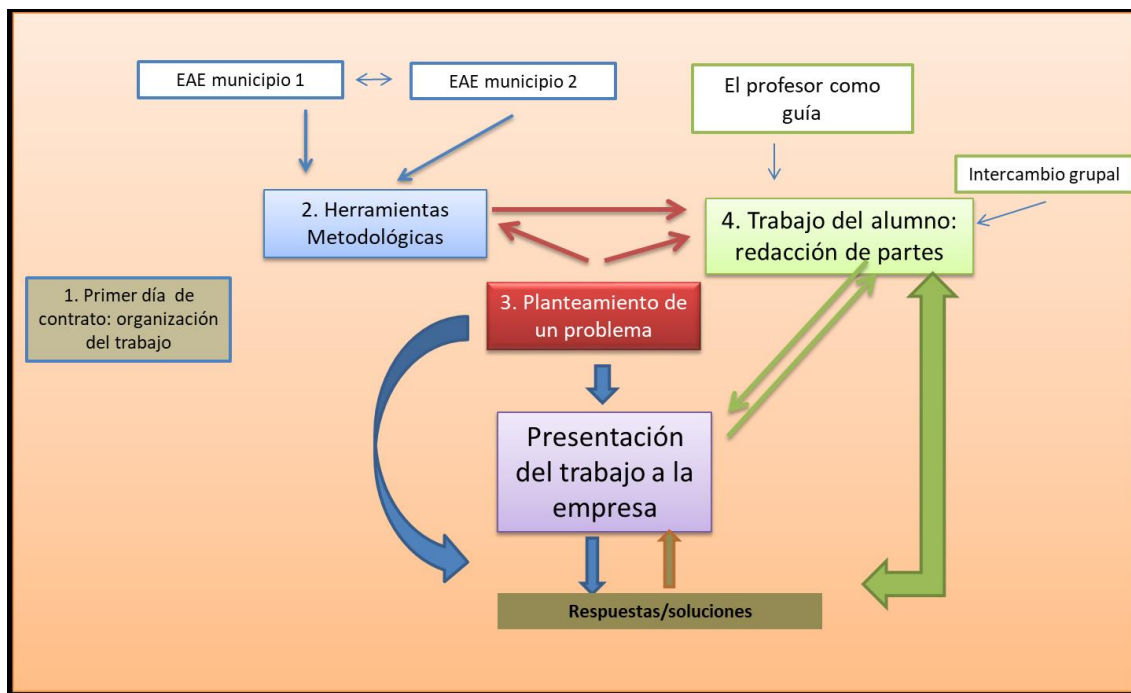 EAE municipio 1
EAE municipio 2
El profesor como
guía
Intercambio grupal
2. Herramientas
Metodológicas
4. Trabajo del alumno:
redacción de partes
1. Primer día de
contrato: organización
del trabajo
3. Planteamiento de
un problema
Presentación
del trabajo a la
empresa
Respuestas/soluciones